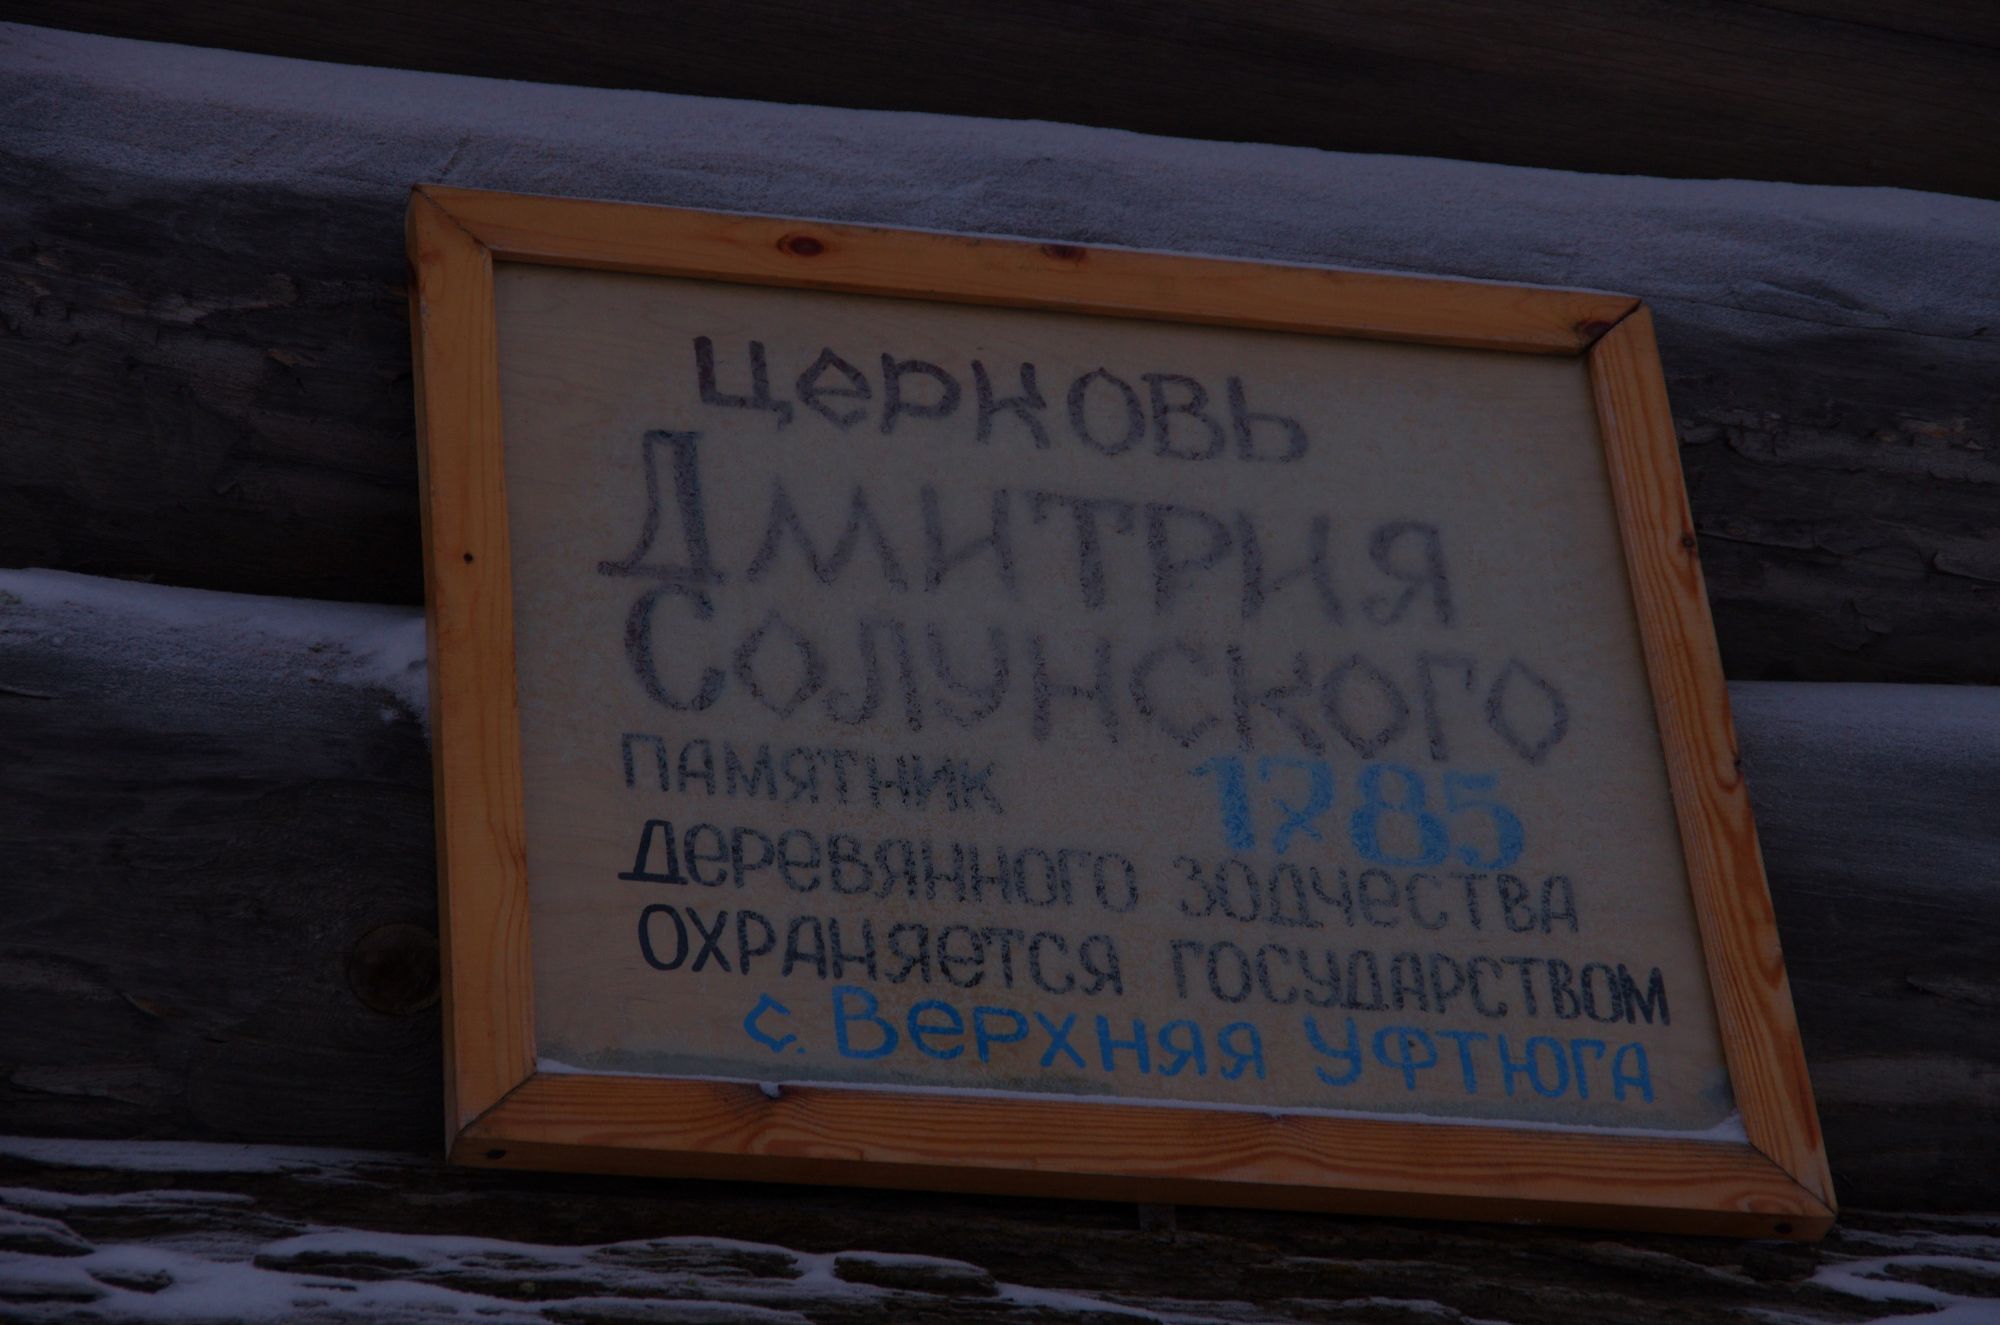 церковь
Дмитрия
Солунского
памятник 1785
деревянного зодчества
охраняется государством
с. Верхняя Уфтюга